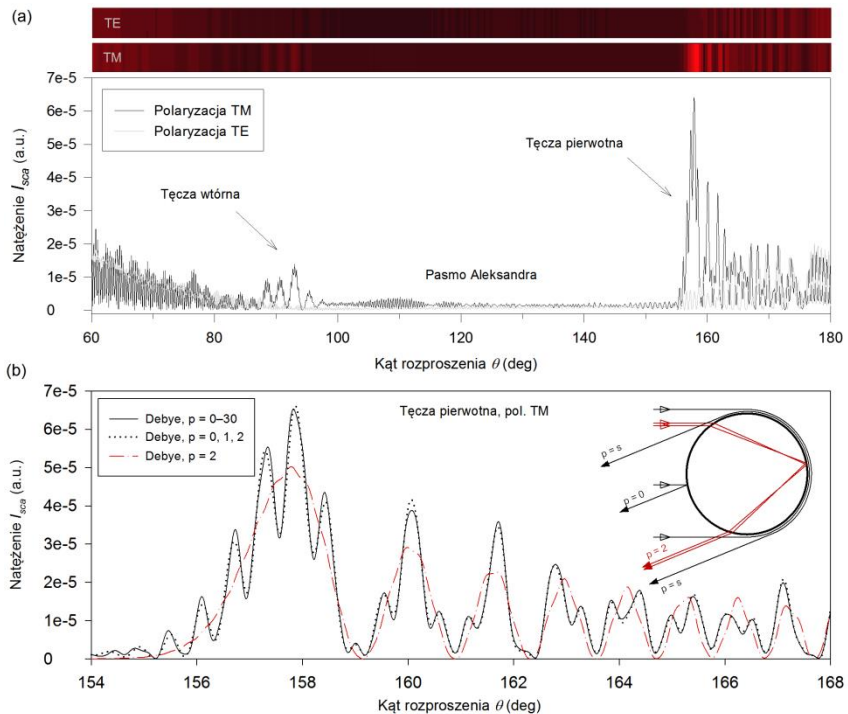 (a)
TE
TM
7e-5
6e-5
5e-5
4e-5
3e-5
2e-5
1e-5
0
Natężenie I_sca (a.u.)
Polaryzacja TM
Polaryzacja TE
Tęcza wtórna
Tęcza pierwotna
Pasmo Aleksandra
60 80 100 120 140 160 180
Kąt rozproszenia θ (deg)
(b)
7e-5
6e-5
5e-5
4e-5
3e-5
2e-5
1e-5
0
Natężenie I_sca (a.u.)
Debye, p = 0–30
Debye, p = 0, 1, 2
Debye, p = 2
Tęcza pierwotna, pol. TM
p = s
p = 0
p = 2
p = s
154 156 158 160 162 164 166 168
Kąt rozproszenia θ (deg)